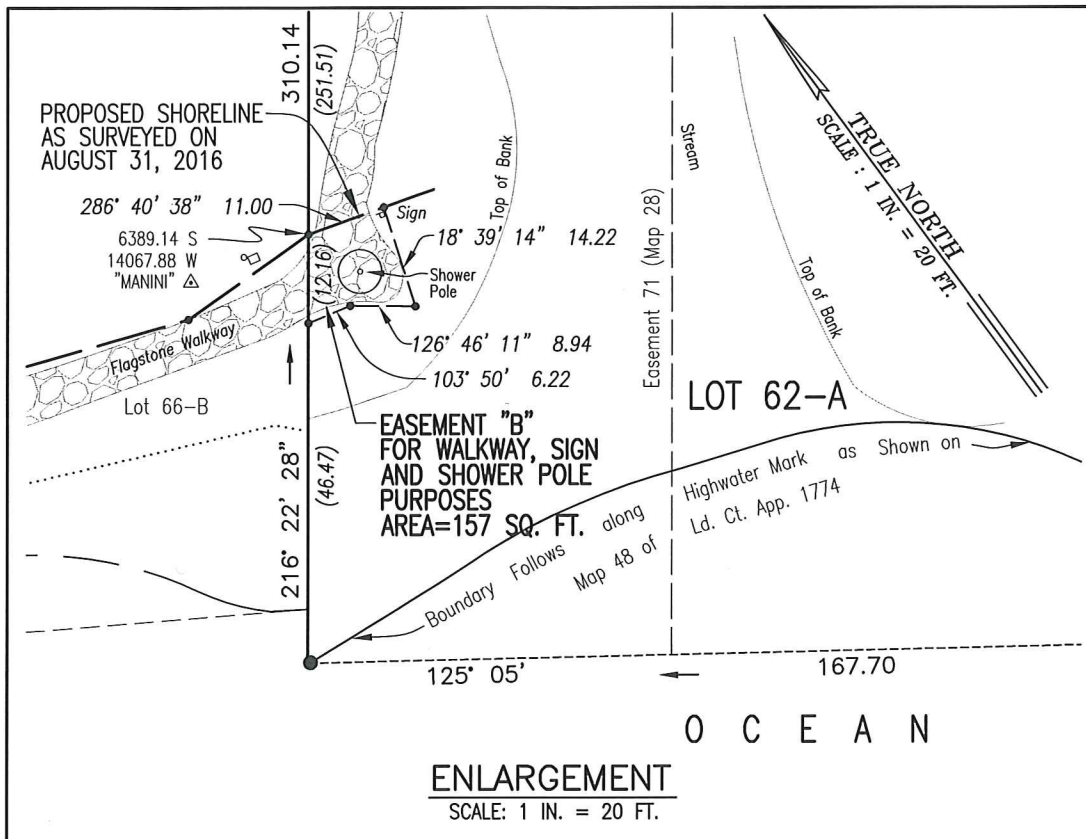 310.14
(251.51)
PROPOSED SHORELINE
AS SURVEYED ON
AUGUST 31, 2016
286° 40' 38" 11.00
6389.14 S
14067.88 W
"MANINI"
Sign
Top of Bank
18° 39' 14" 14.22
(12.16)
Shower
Pole
Flagstone Walkway
126° 46' 11" 8.94
103° 50' 6.22
Lot 66-B
EASEMENT "B"
FOR WALKWAY, SIGN
AND SHOWER POLE
PURPOSES
AREA=157 SQ. FT.
216° 22' 28"
(46.47)
Stream
Easement 71 (Map 28)
Top of Bank
TRUE NORTH
SCALE : 1 IN. = 20 FT.
LOT 62-A
Boundary Follows along Highwater Mark as Shown on
Map 48 of Ld. Ct. App. 1774
125° 05' 167.70
OCEAN
ENLARGEMENT
SCALE: 1 IN. = 20 FT.